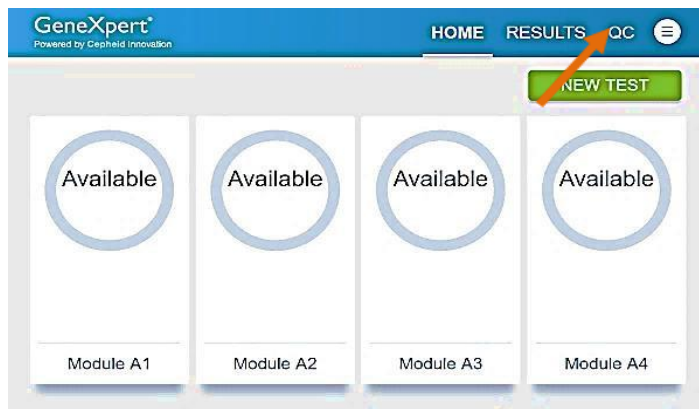 GeneXpert®
Powered by Cepheid Innovation
HOME RESULTS QC
NEW TEST
Available Available Available Available
Module A1 Module A2 Module A3 Module A4